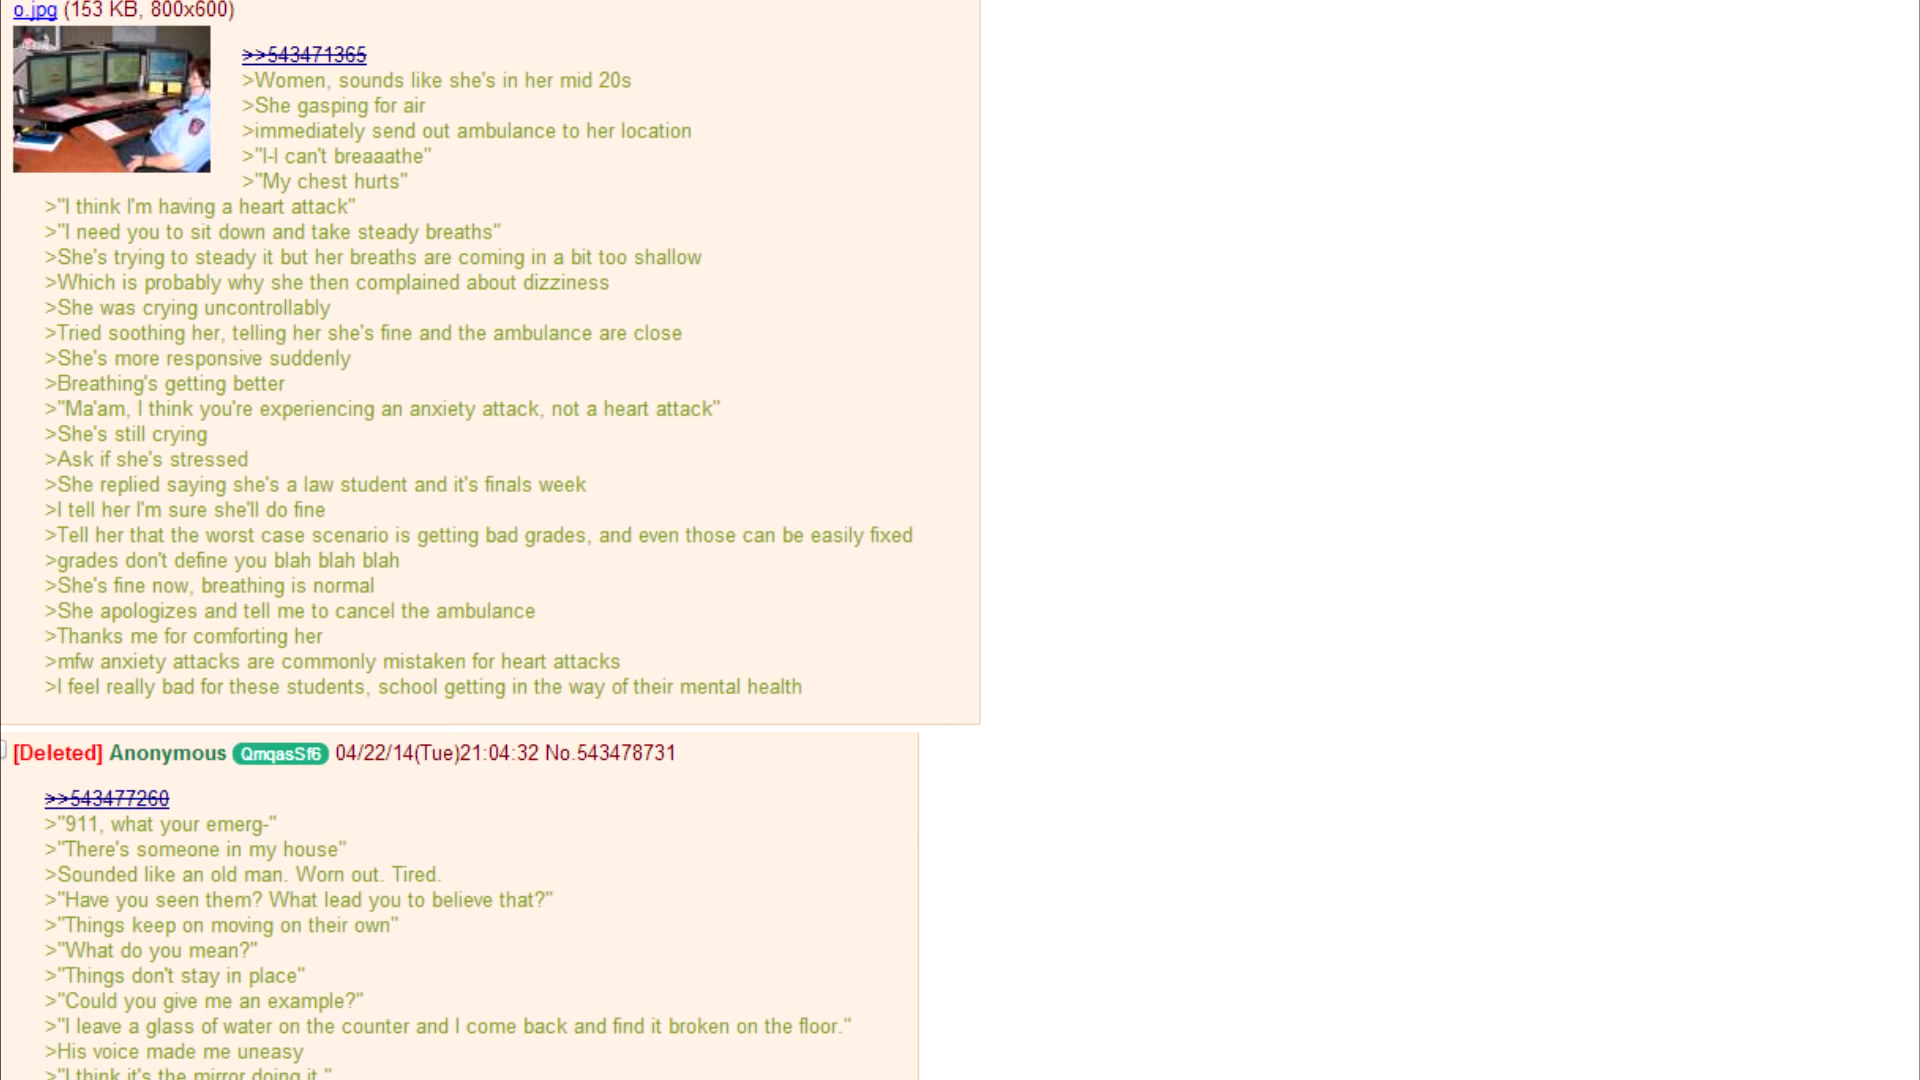 o.jpg (153 KB, 800x600)
>>543471365
>Women, sounds like she's in her mid 20s
>She gasping for air
>immediately send out ambulance to her location
>"I-I can't breaaathe"
>"My chest hurts"
>"I think I'm having a heart attack"
>"I need you to sit down and take steady breaths"
>She's trying to steady it but her breaths are coming in a bit too shallow
>Which is probably why she then complained about dizziness
>She was crying uncontrollably
>Tried soothing her, telling her she's fine and the ambulance are close
>She's more responsive suddenly
>Breathing's getting better
>"Ma'am, I think you're experiencing an anxiety attack, not a heart attack"
>She's still crying
>Ask if she's stressed
>She replied saying she's a law student and it's finals week
>I tell her I'm sure she'll do fine
>Tell her that the worst case scenario is getting bad grades, and even those can be easily fixed
>grades don't define you blah blah blah
>She's fine now, breathing is normal
>She apologizes and tell me to cancel the ambulance
>Thanks me for comforting her
>mfw anxiety attacks are commonly mistaken for heart attacks
>I feel really bad for these students, school getting in the way of their mental health
[Deleted] Anonymous QmqasSf6 04/22/14(Tue)21:04:32 No.543478731
>>543477260
>"911, what your emerg-"
>"There's someone in my house"
>Sounded like an old man. Worn out. Tired.
>"Have you seen them? What lead you to believe that?"
>"Things keep on moving on their own"
>"What do you mean?"
>"Things don't stay in place"
>"Could you give me an example?"
>"I leave a glass of water on the counter and I come back and find it broken on the floor."
>His voice made me uneasy
>"I think it's the mirror doing it."